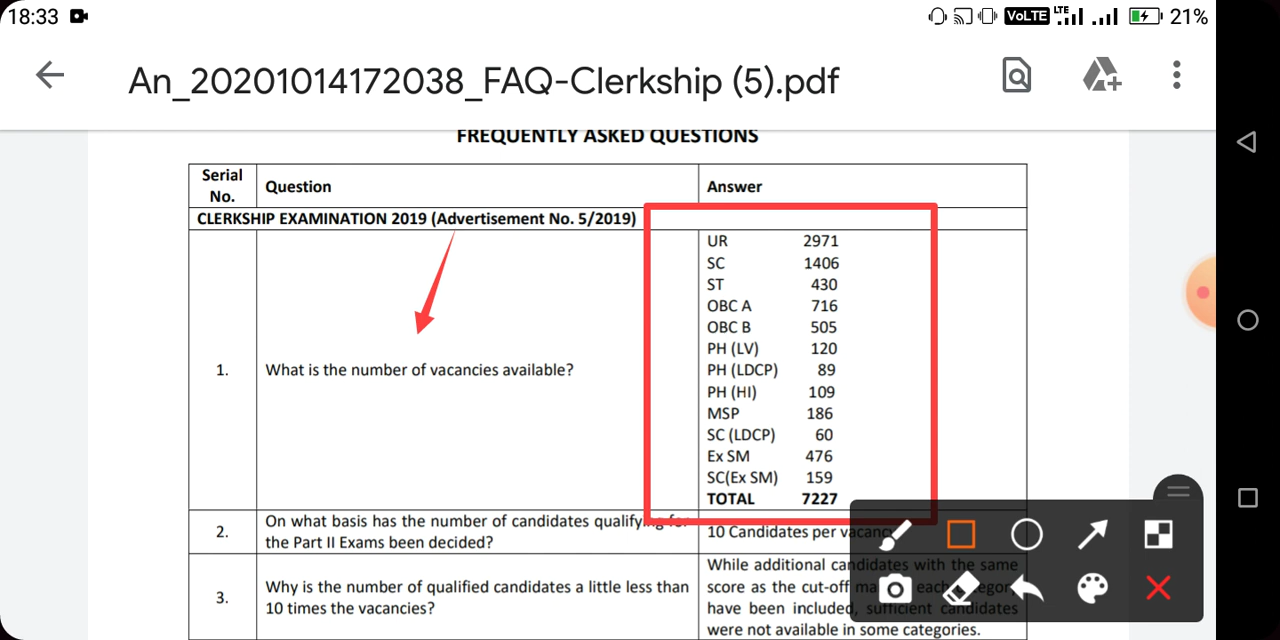 18:33 VoLTE LTE 21%
An_20201014172038_FAQ-Clerkship (5).pdf
FREQUENTLY ASKED QUESTIONS
Serial No. Question Answer
CLERKSHIP EXAMINATION 2019 (Advertisement No. 5/2019)
1. What is the number of vacancies available?
UR 2971
SC 1406
ST 430
OBC A 716
OBC B 505
PH (LV) 120
PH (LDCP) 89
PH (HI) 109
MSP 186
SC (LDCP) 60
Ex SM 476
SC(Ex SM) 159
TOTAL 7227
2. On what basis has the number of candidates qualifying for
the Part II Exams been decided?
10 Candidates per vacancy
3. Why is the number of qualified candidates a little less than
10 times the vacancies?
While additional candidates with the same
score as the cut-off each
have been included, sufficient candidates
were not available in some categories.